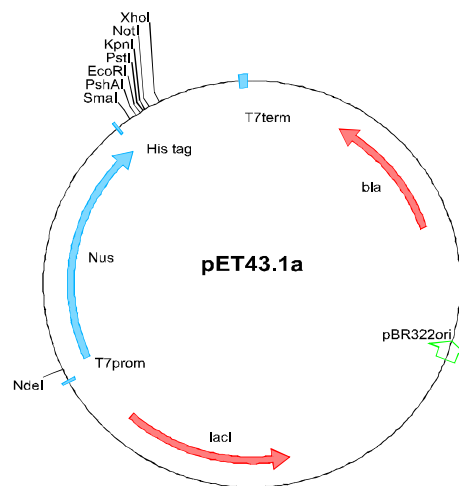 XhoI
NotI
KpnI
PstI
EcoRI
PshAI
SmaI
T7term
His tag
bla
Nus
pET43.1a
pBR322ori
T7prom
NdeI
lacI